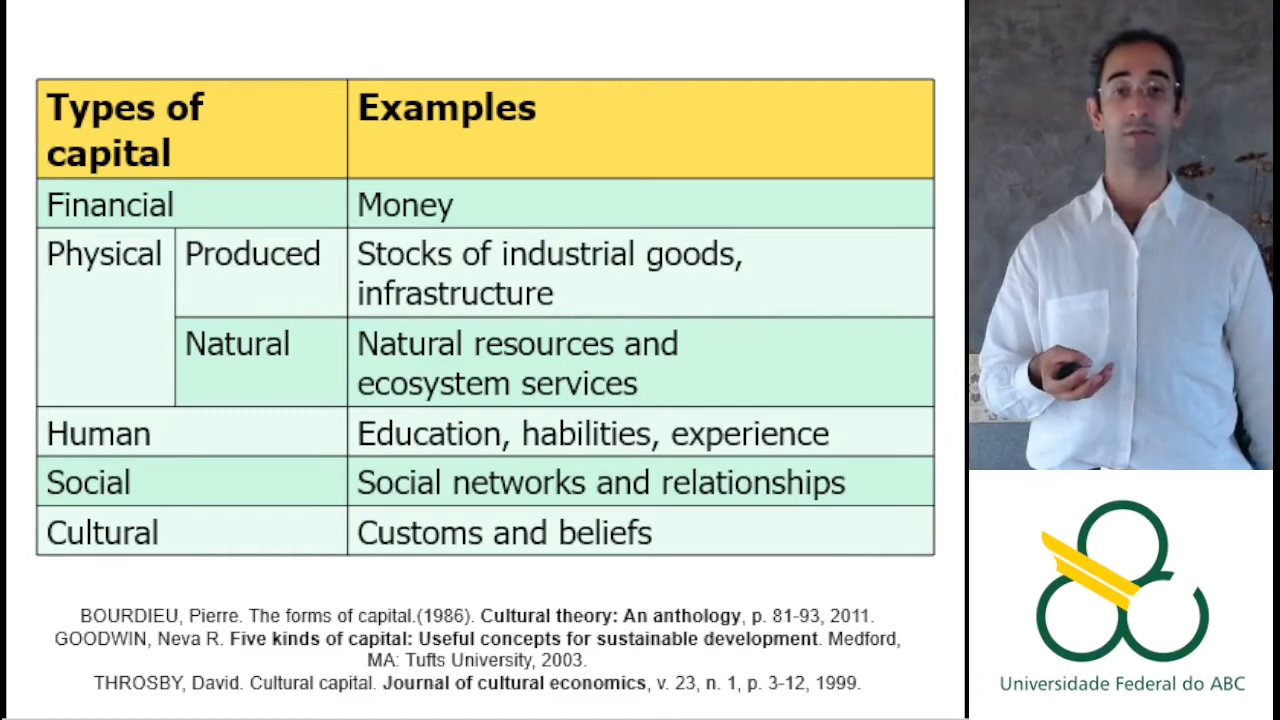 Types of
capital
Examples
Financial
Money
Physical
Produced
Stocks of industrial goods,
infrastructure
Natural
Natural resources and
ecosystem services
Human
Education, habilities, experience
Social
Social networks and relationships
Cultural
Customs and beliefs
BOURDIEU, Pierre. The forms of capital.(1986). Cultural theory: An anthology, p. 81-93, 2011.
GOODWIN, Neva R. Five kinds of capital: Useful concepts for sustainable development. Medford,
MA: Tufts University, 2003.
THROSBY, David. Cultural capital. Journal of cultural economics, v. 23, n. 1, p. 3-12, 1999.
Universidade Federal do ABC